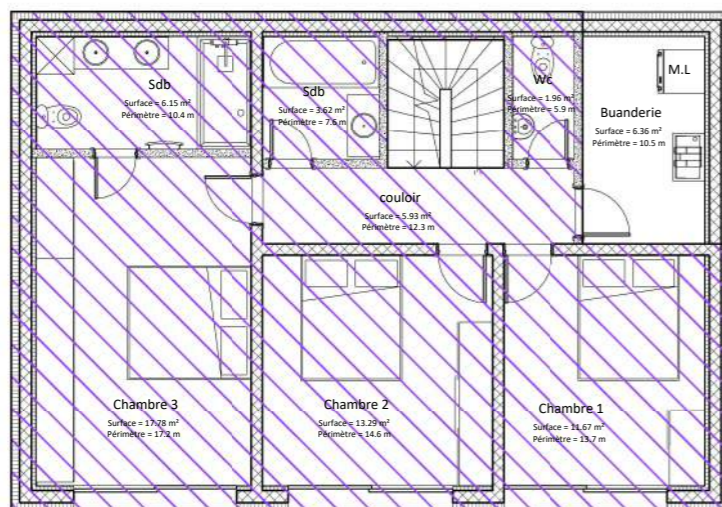 Sdb
Surface = 6.15 m²
Périmètre = 10.4 m
Sdb
Surface = 3.62 m²
Périmètre = 7.6 m
Wc
Surface = 1.96 m²
Périmètre = 5.9 m
M.L
Buanderie
Surface = 6.36 m²
Périmètre = 10.5 m
couloir
Surface = 5.93 m²
Périmètre = 12.3 m
Chambre 3
Surface = 17.78 m²
Périmètre = 17.2 m
Chambre 2
Surface = 13.29 m²
Périmètre = 14.6 m
Chambre 1
Surface = 11.67 m²
Périmètre = 13.7 m